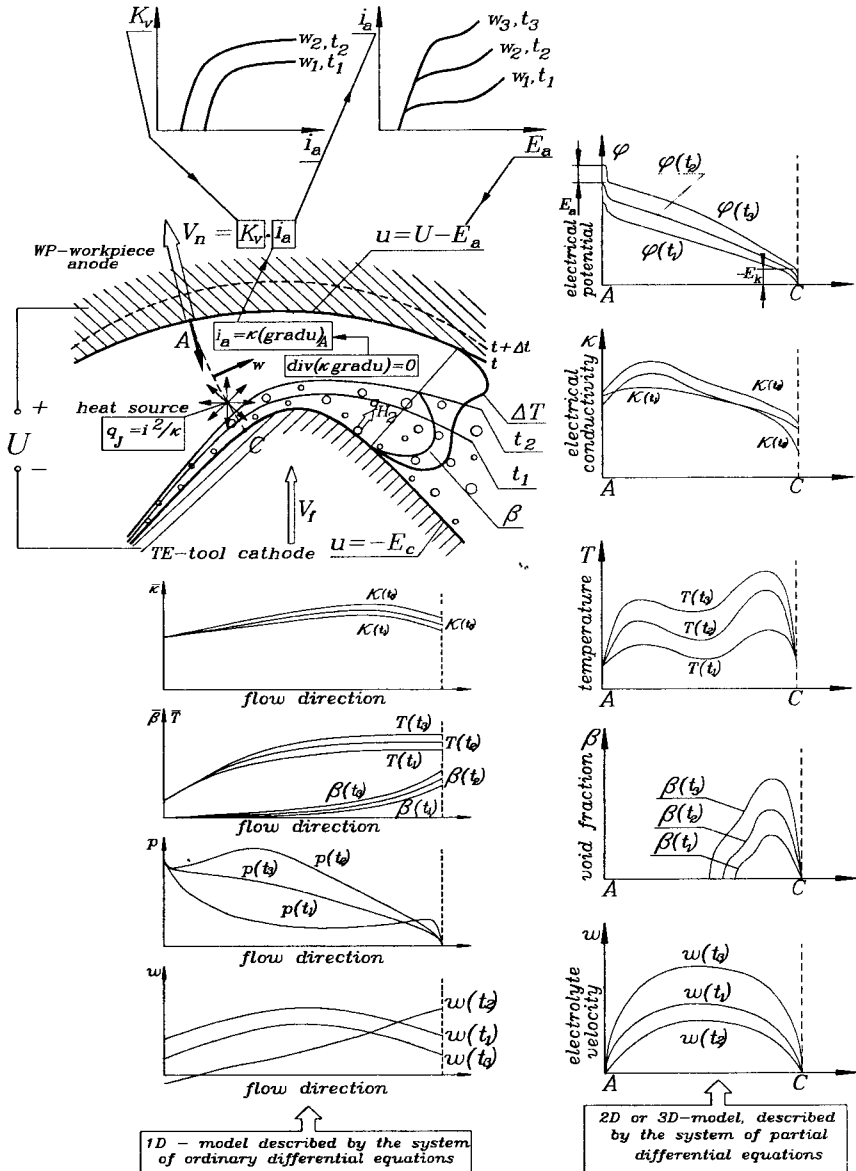 K_v
w_2, t_2
w_1, t_1
i_a
i_a
w_3, t_3
w_2, t_2
w_1, t_1
E_a
V_n = K_v · i_a
u = U - E_a
WP-workpiece
anode
A
i_a = κ(grad u)_A
div(κ grad u) = 0
t + Δt
t
w
heat source
q_J = i^2/κ
C
H_2
ΔT
t_2
t_1
β
+
U
-
V_f
TE-tool cathode
u = -E_c
φ
φ(t_2)
φ(t_3)
φ(t_1)
E_a
-E_k
electrical
potential
A
C
κ
κ(t
κ(t
κ(t
electrical
conductivity
A
C
T
T(t_3)
T(t_2)
T(t_1)
temperature
A
C
β
β(t_3)
β(t_2)
β(t_1)
void fraction
A
C
w
w(t_3)
w(t_1)
w(t_2)
electrolyte
velocity
A
C
2D or 3D-model, described
by the system of partial
differential equations
κ̄
κ(t
κ(t
κ(t
flow direction
β̄ T̄
T(t_3)
T(t_2)
T(t_1)
β(t_3)
β(t_2)
β(t_1)
flow direction
p
p(t_2)
p(t_3)
p(t_1)
flow direction
w
w(t_2)
w(t_1)
w(t_3)
flow direction
1D - model described by the system
of ordinary differential equations